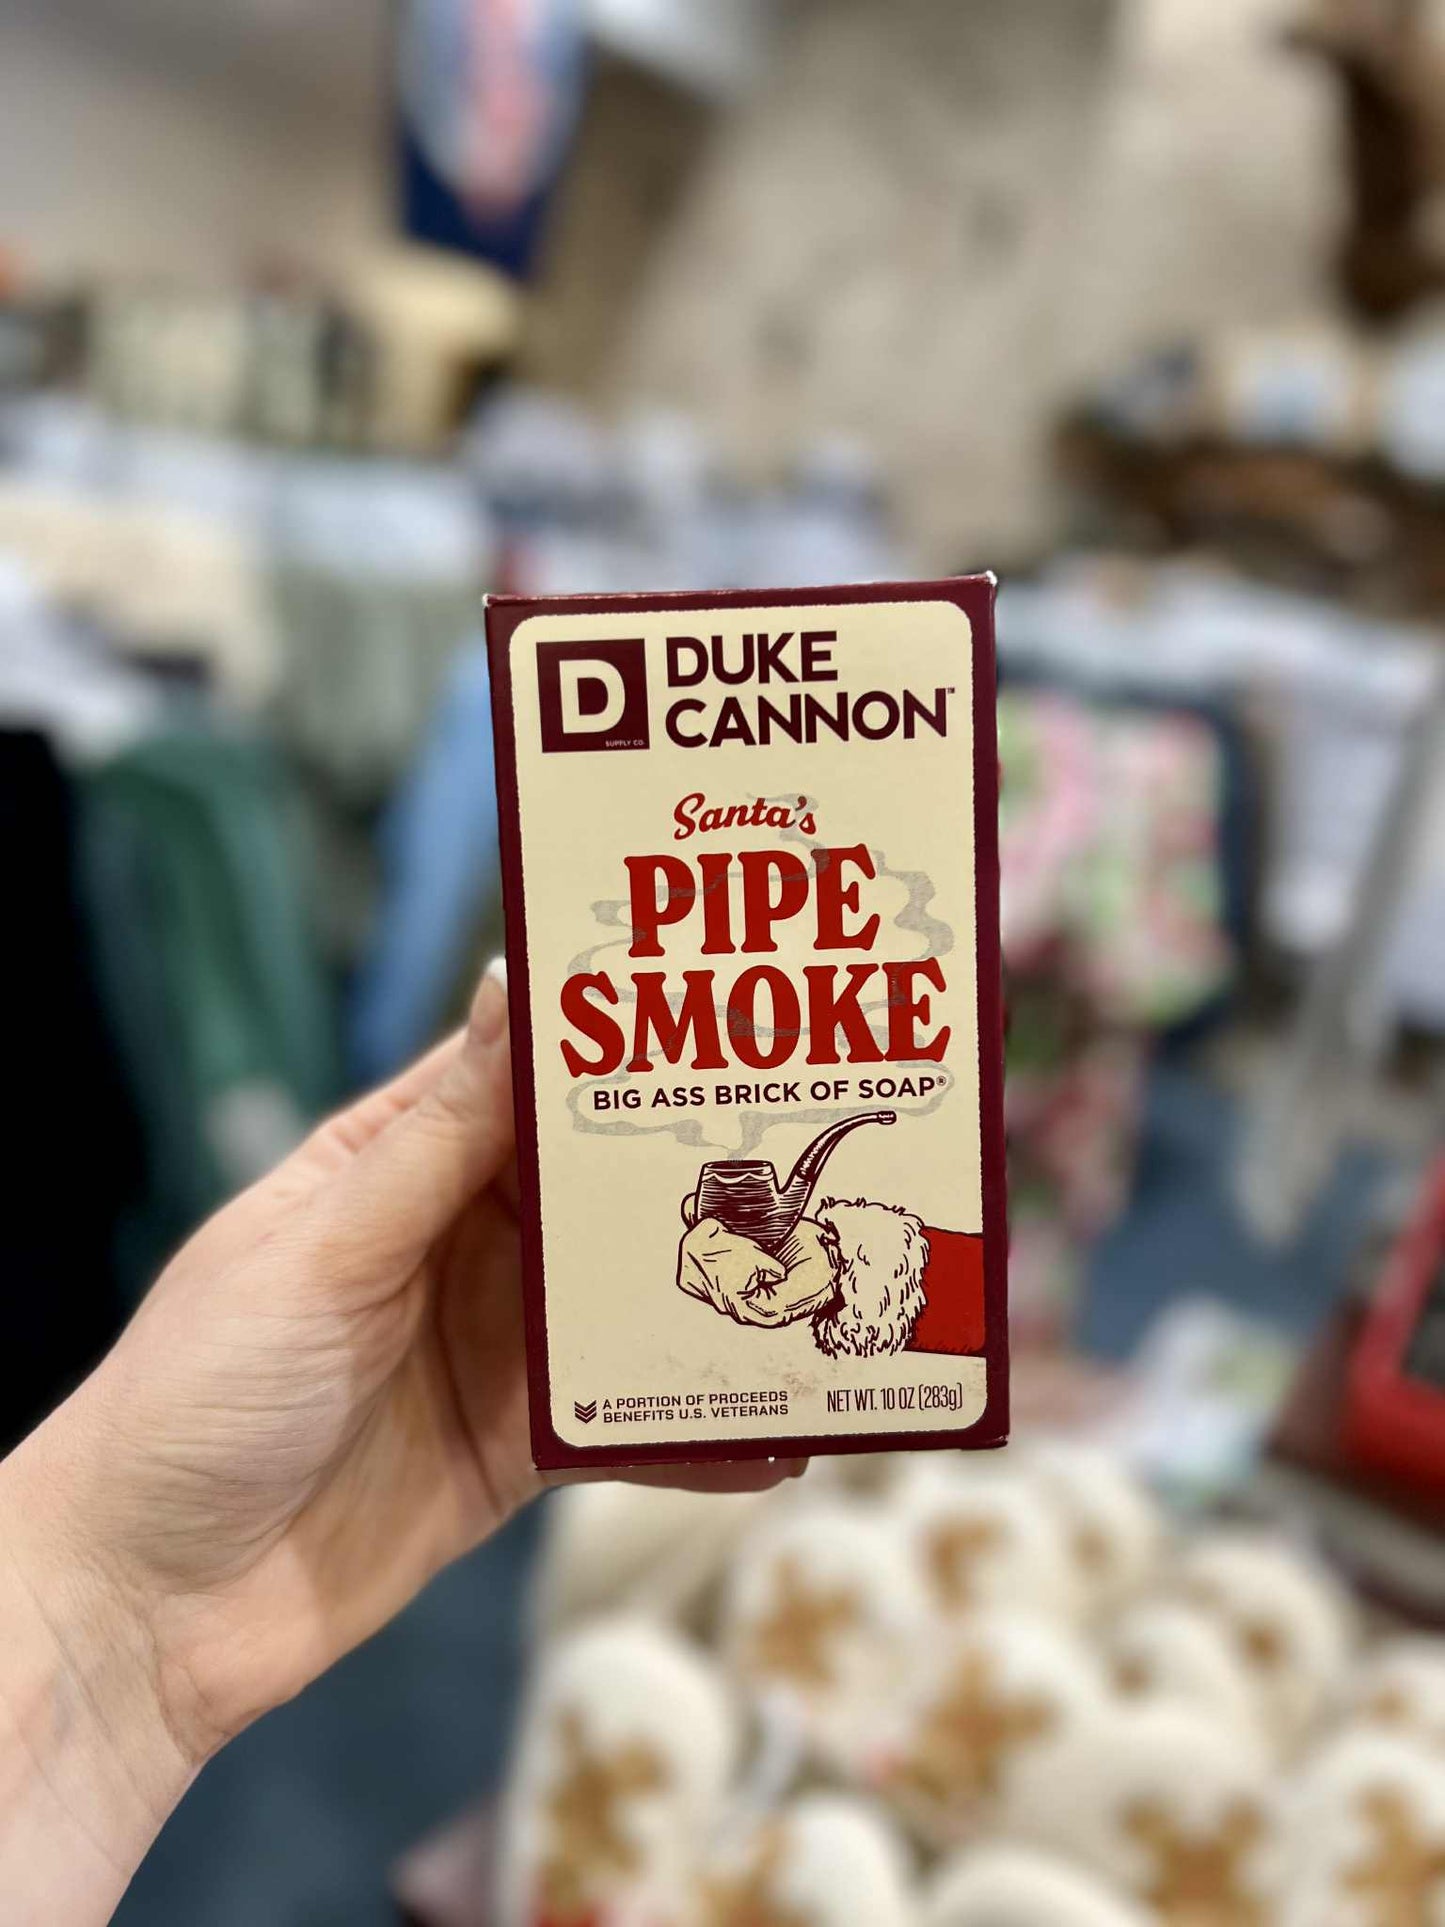 D
SUPPLY CO
DUKE
CANNON™
Santa's
PIPE
SMOKE
BIG ASS BRICK OF SOAP®
A PORTION OF PROCEEDS
BENEFITS U.S. VETERANS
NET WT. 10 OZ (283g)